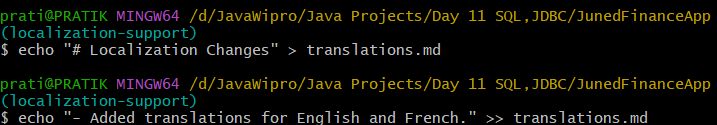 prati@PRATIK MINGW64 /d/JavaWipro/Java Projects/Day 11 SQL,JDBC/JunedFinanceApp
(localization-support)
$ echo "# Localization Changes" > translations.md
prati@PRATIK MINGW64 /d/JavaWipro/Java Projects/Day 11 SQL,JDBC/JunedFinanceApp
(localization-support)
$ echo "- Added translations for English and French." >> translations.md